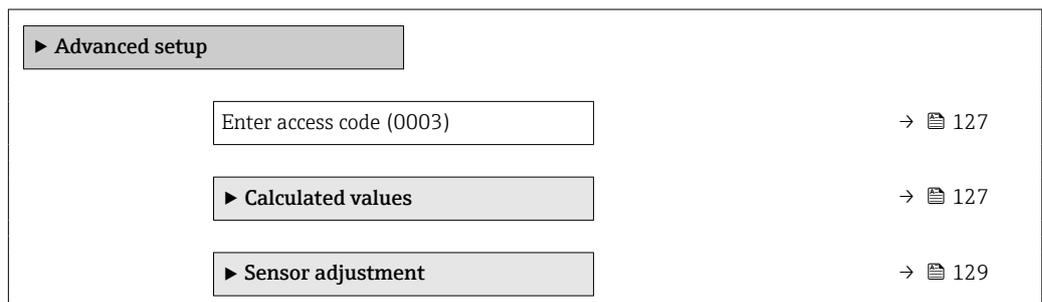 ▶ Advanced setup
Enter access code (0003) → 127
▶ Calculated values → 127
▶ Sensor adjustment → 129